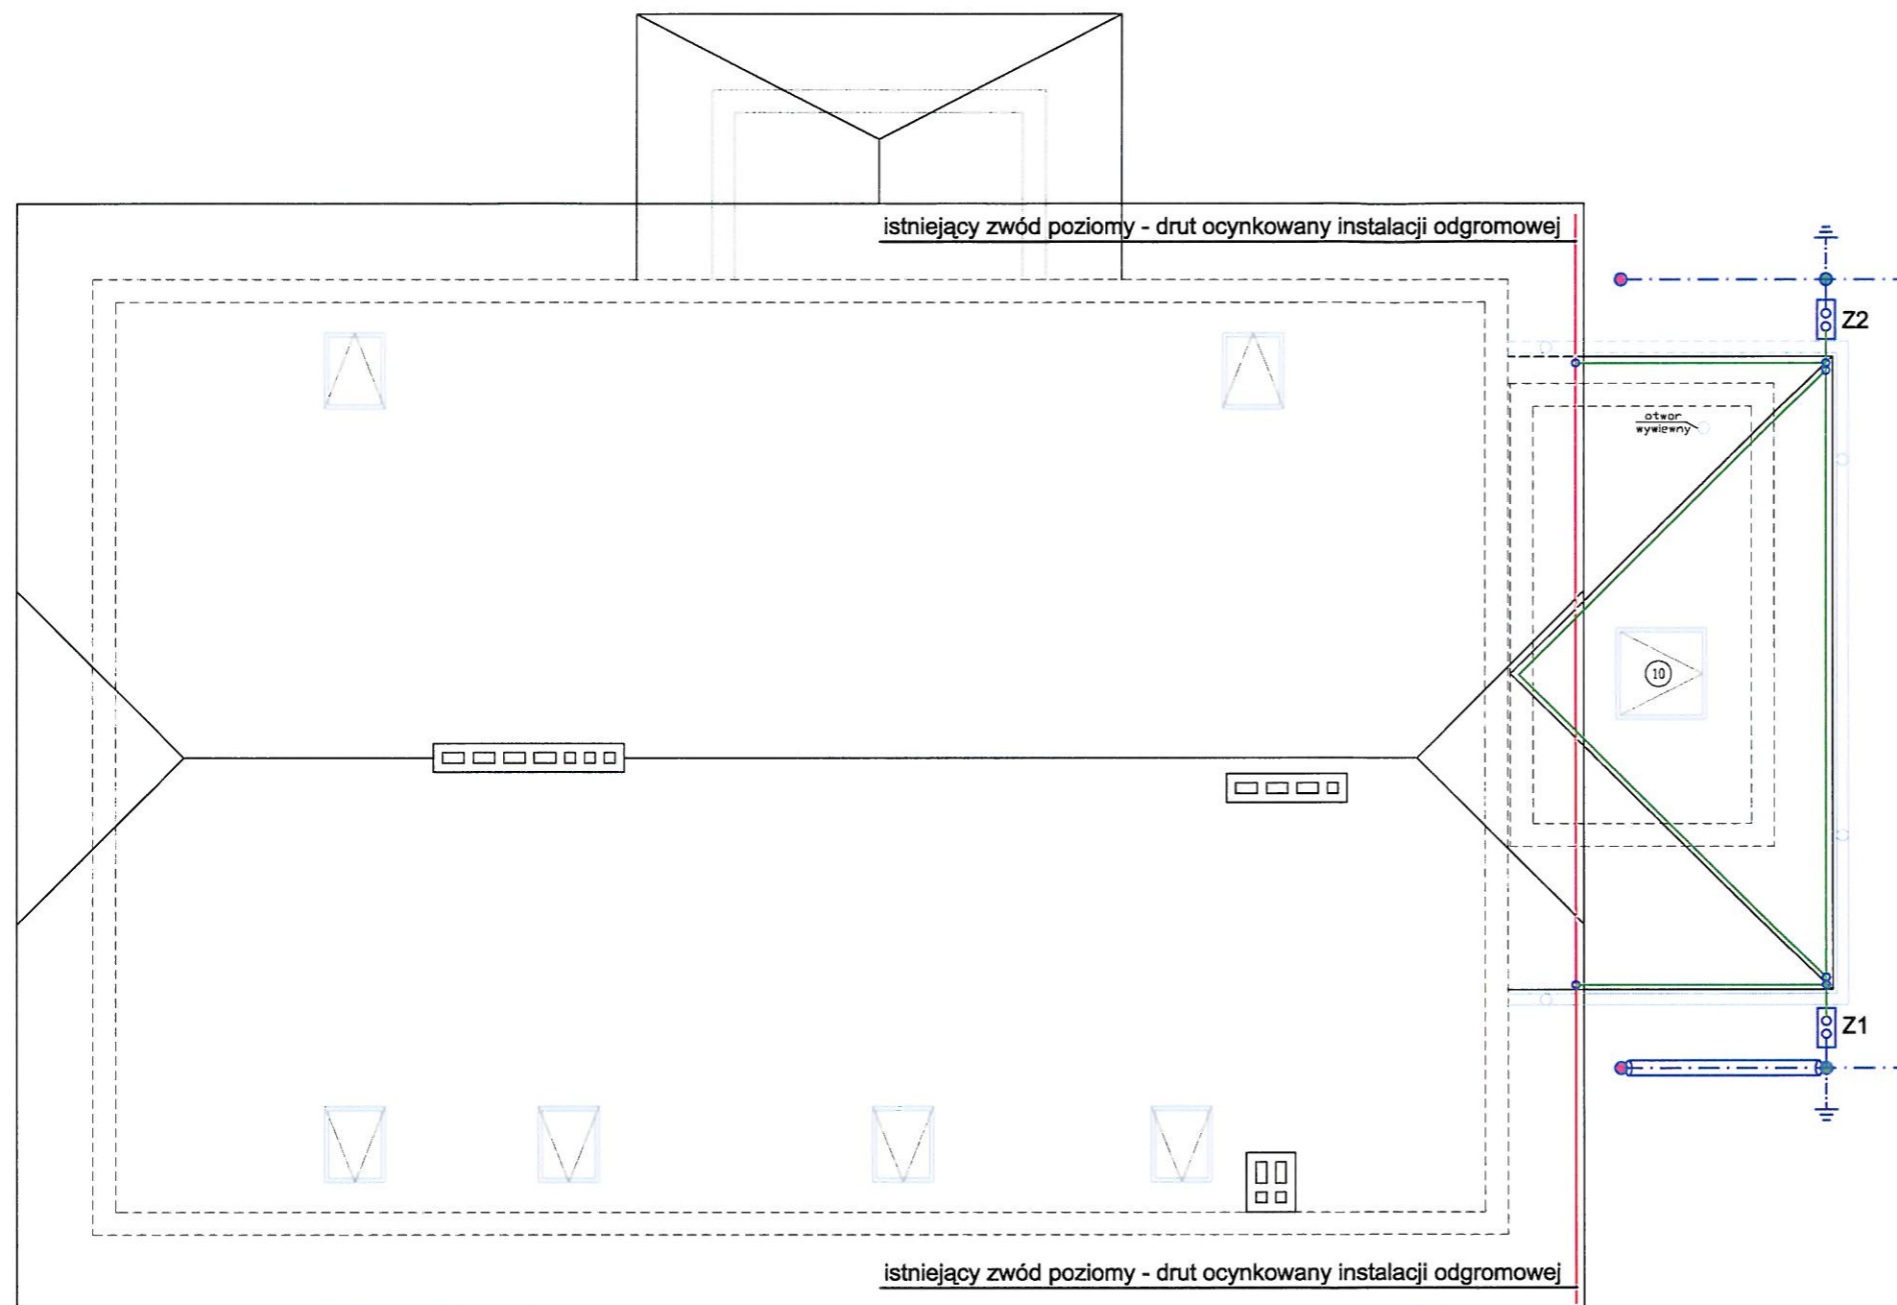 istniejący zwód poziomy - drut ocynkowany instalacji odgromowej
Z2
otwor
wywiewny
10
Z1
istniejący zwód poziomy - drut ocynkowany instalacji odgromowej